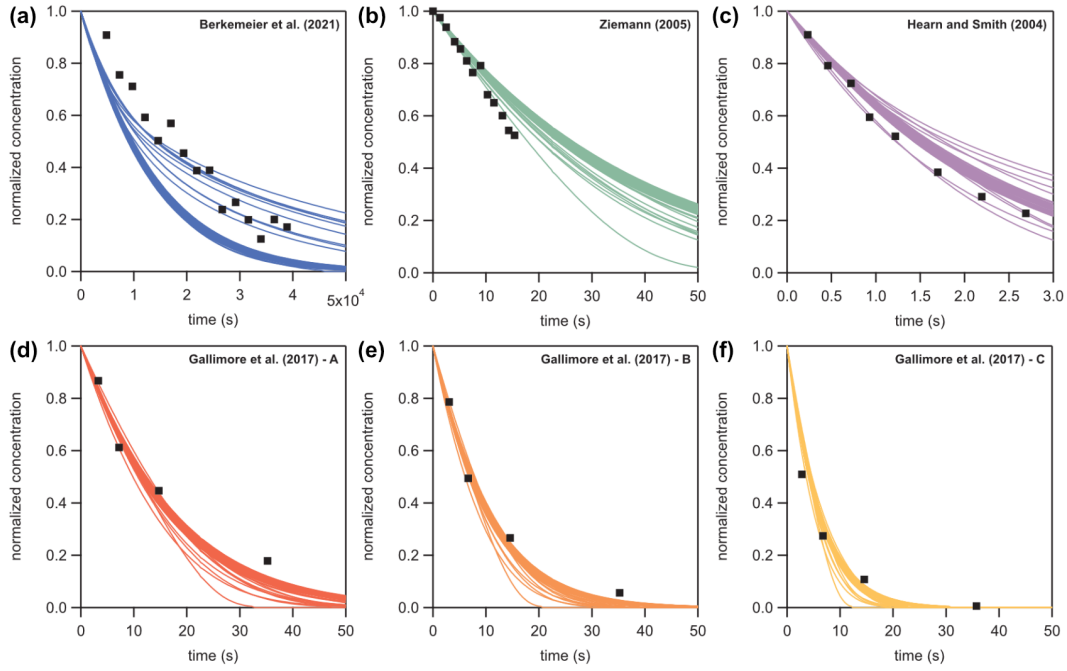 (a)
Berkemeier et al. (2021)
normalized concentration
1.0
0.8
0.6
0.4
0.2
0.0
0 1 2 3 4 5x10⁴
time (s)
(b)
Ziemann (2005)
normalized concentration
1.0
0.8
0.6
0.4
0.2
0.0
0 10 20 30 40 50
time (s)
(c)
Hearn and Smith (2004)
normalized concentration
1.0
0.8
0.6
0.4
0.2
0.0
0.0 0.5 1.0 1.5 2.0 2.5 3.0
time (s)
(d)
Gallimore et al. (2017) - A
normalized concentration
1.0
0.8
0.6
0.4
0.2
0.0
0 10 20 30 40 50
time (s)
(e)
Gallimore et al. (2017) - B
normalized concentration
1.0
0.8
0.6
0.4
0.2
0.0
0 10 20 30 40 50
time (s)
(f)
Gallimore et al. (2017) - C
normalized concentration
1.0
0.8
0.6
0.4
0.2
0.0
0 10 20 30 40 50
time (s)